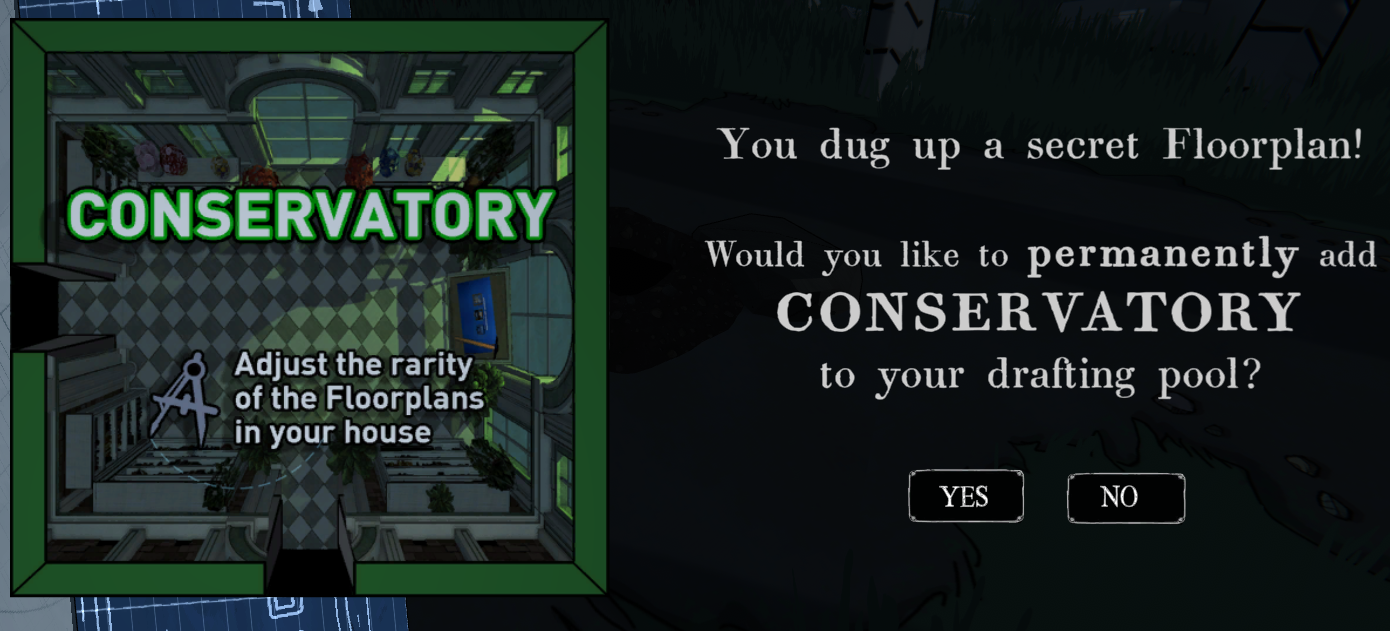 CONSERVATORY
Adjust the rarity
of the Floorplans
in your house
You dug up a secret Floorplan!
Would you like to permanently add
CONSERVATORY
to your drafting pool?
YES
NO